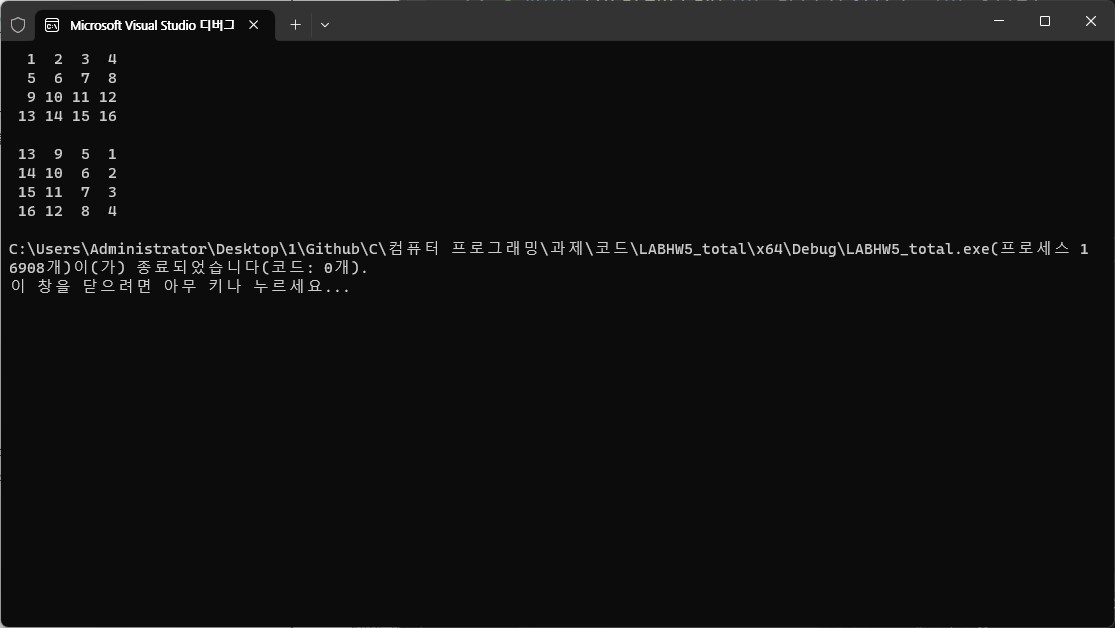 Microsoft Visual Studio 디버그
1 2 3 4
5 6 7 8
9 10 11 12
13 14 15 16
13 9 5 1
14 10 6 2
15 11 7 3
16 12 8 4
C:\Users\Administrator\Desktop\1\Github\C\컴퓨터 프로그래밍\과제\코드\LABHW5_total\x64\Debug\LABHW5_total.exe(프로세스 1
6908개)이(가) 종료되었습니다(코드: 0개).
이 창을 닫으려면 아무 키나 누르세요...